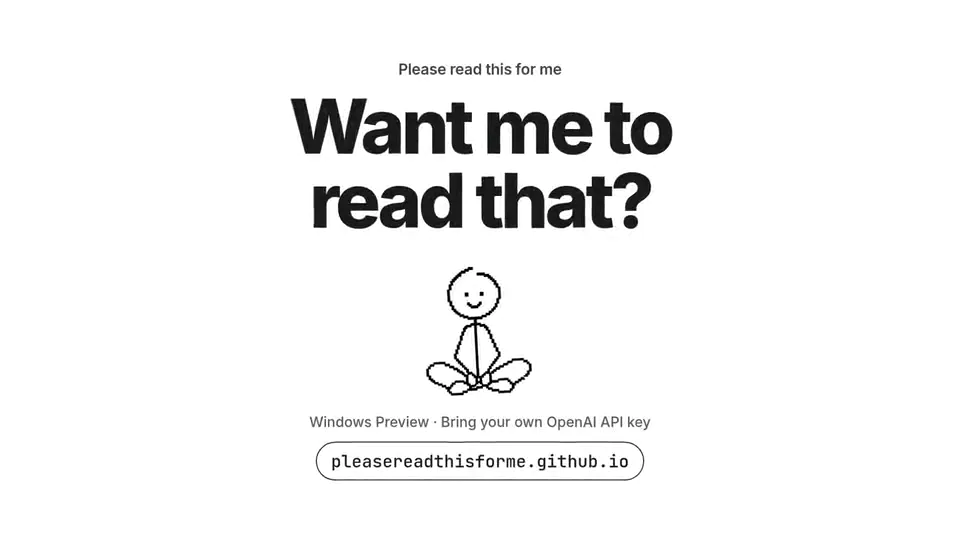 Please read this for me
Want me to
read that?
Windows Preview · Bring your own OpenAI API key
pleasereadthisforme.github.io